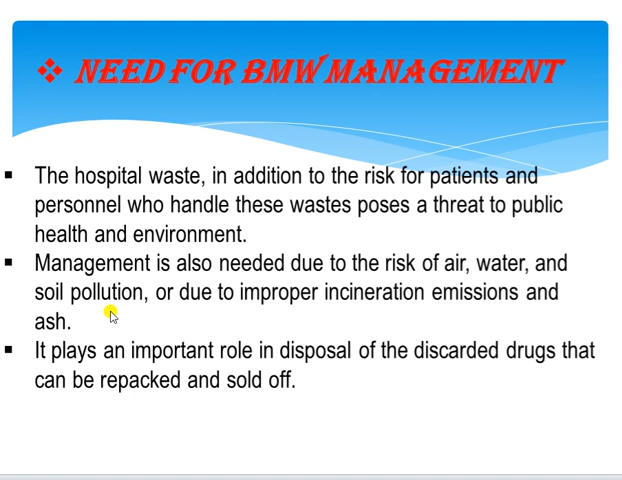 ❖ NEED FOR BMW MANAGEMENT
▪ The hospital waste, in addition to the risk for patients and
personnel who handle these wastes poses a threat to public
health and environment.
▪ Management is also needed due to the risk of air, water, and
soil pollution, or due to improper incineration emissions and
ash.
▪ It plays an important role in disposal of the discarded drugs that
can be repacked and sold off.